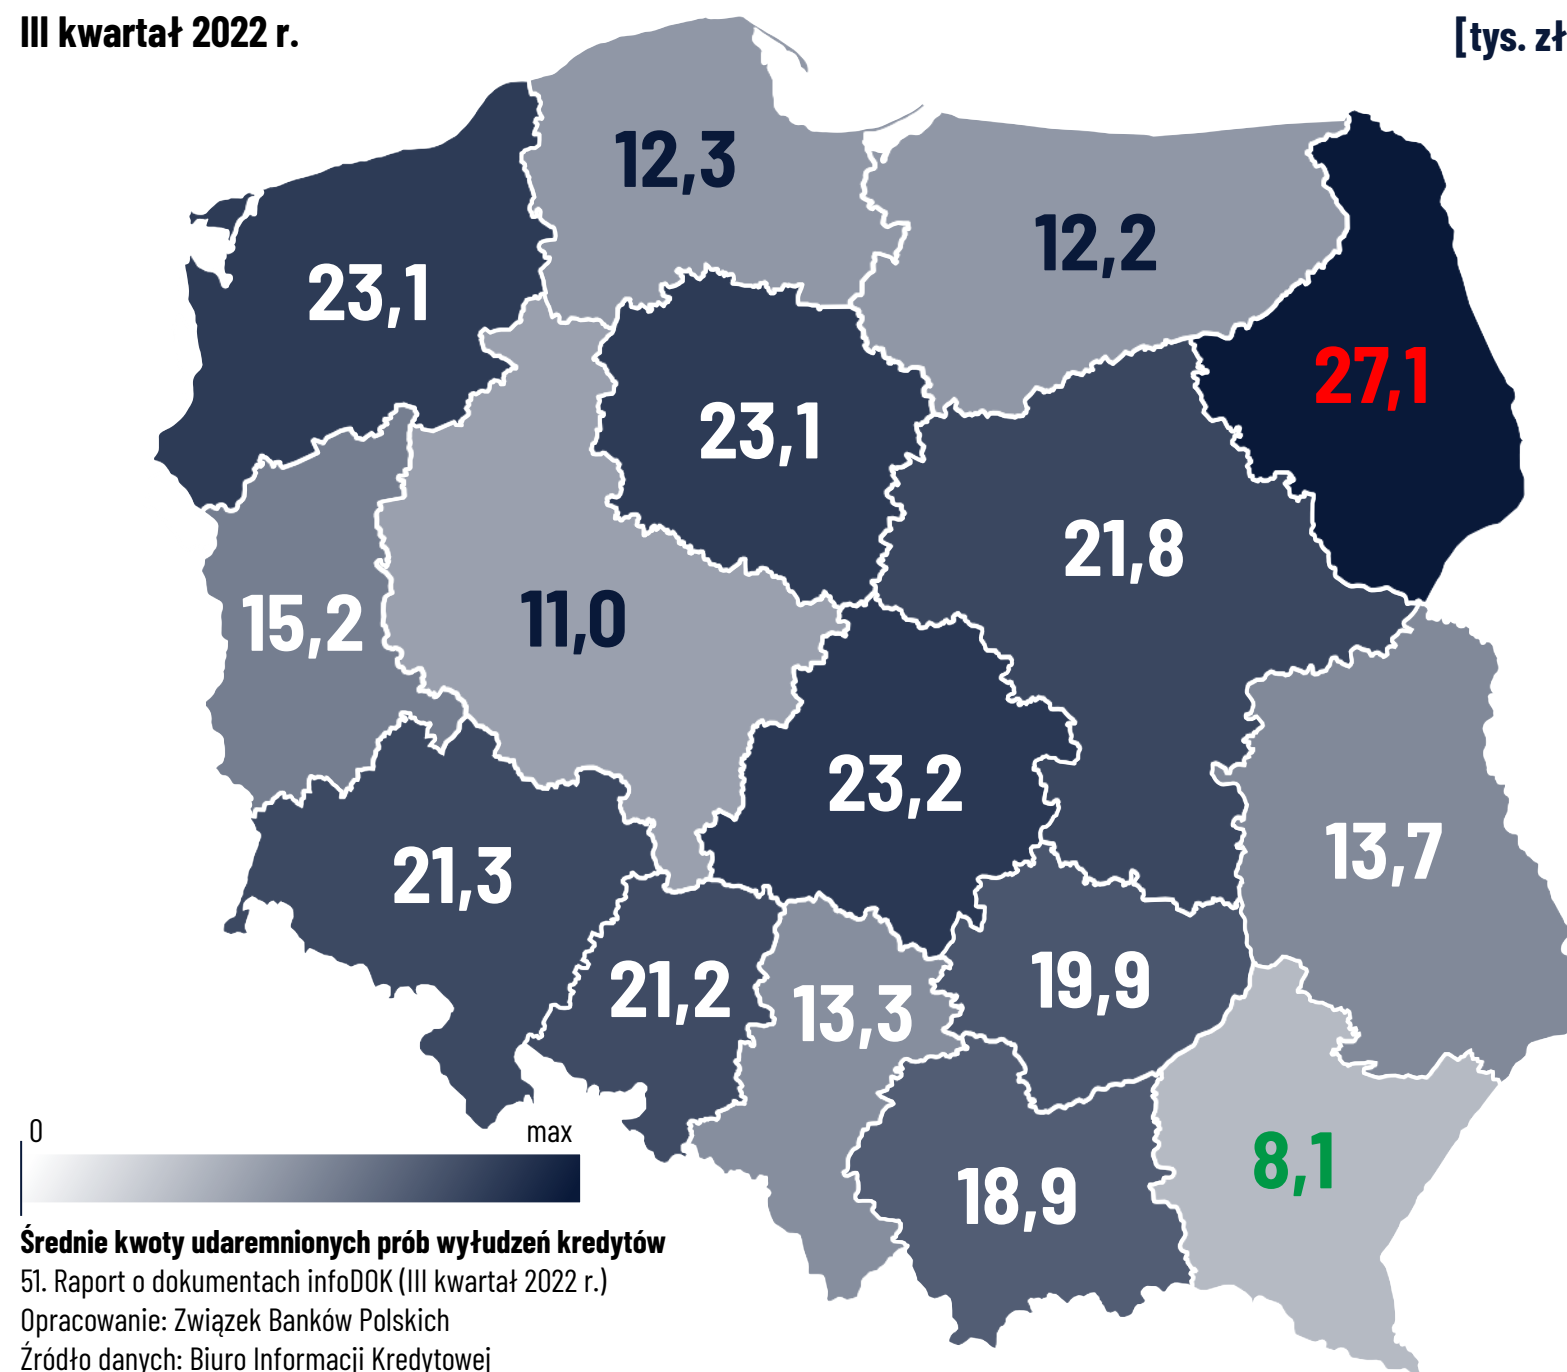 III kwartał 2022 r.
[tys. zł
12,3
12,2
23,1
27,1
23,1
21,8
15,2
11,0
23,2
13,7
21,3
19,9
21,2
13,3
8,1
18,9
0
max
Średnie kwoty udaremnionych prób wyłudzeń kredytów
51. Raport o dokumentach infoDOK (III kwartał 2022 r.)
Opracowanie: Związek Banków Polskich
Źródło danych: Biuro Informacji Kredytowej